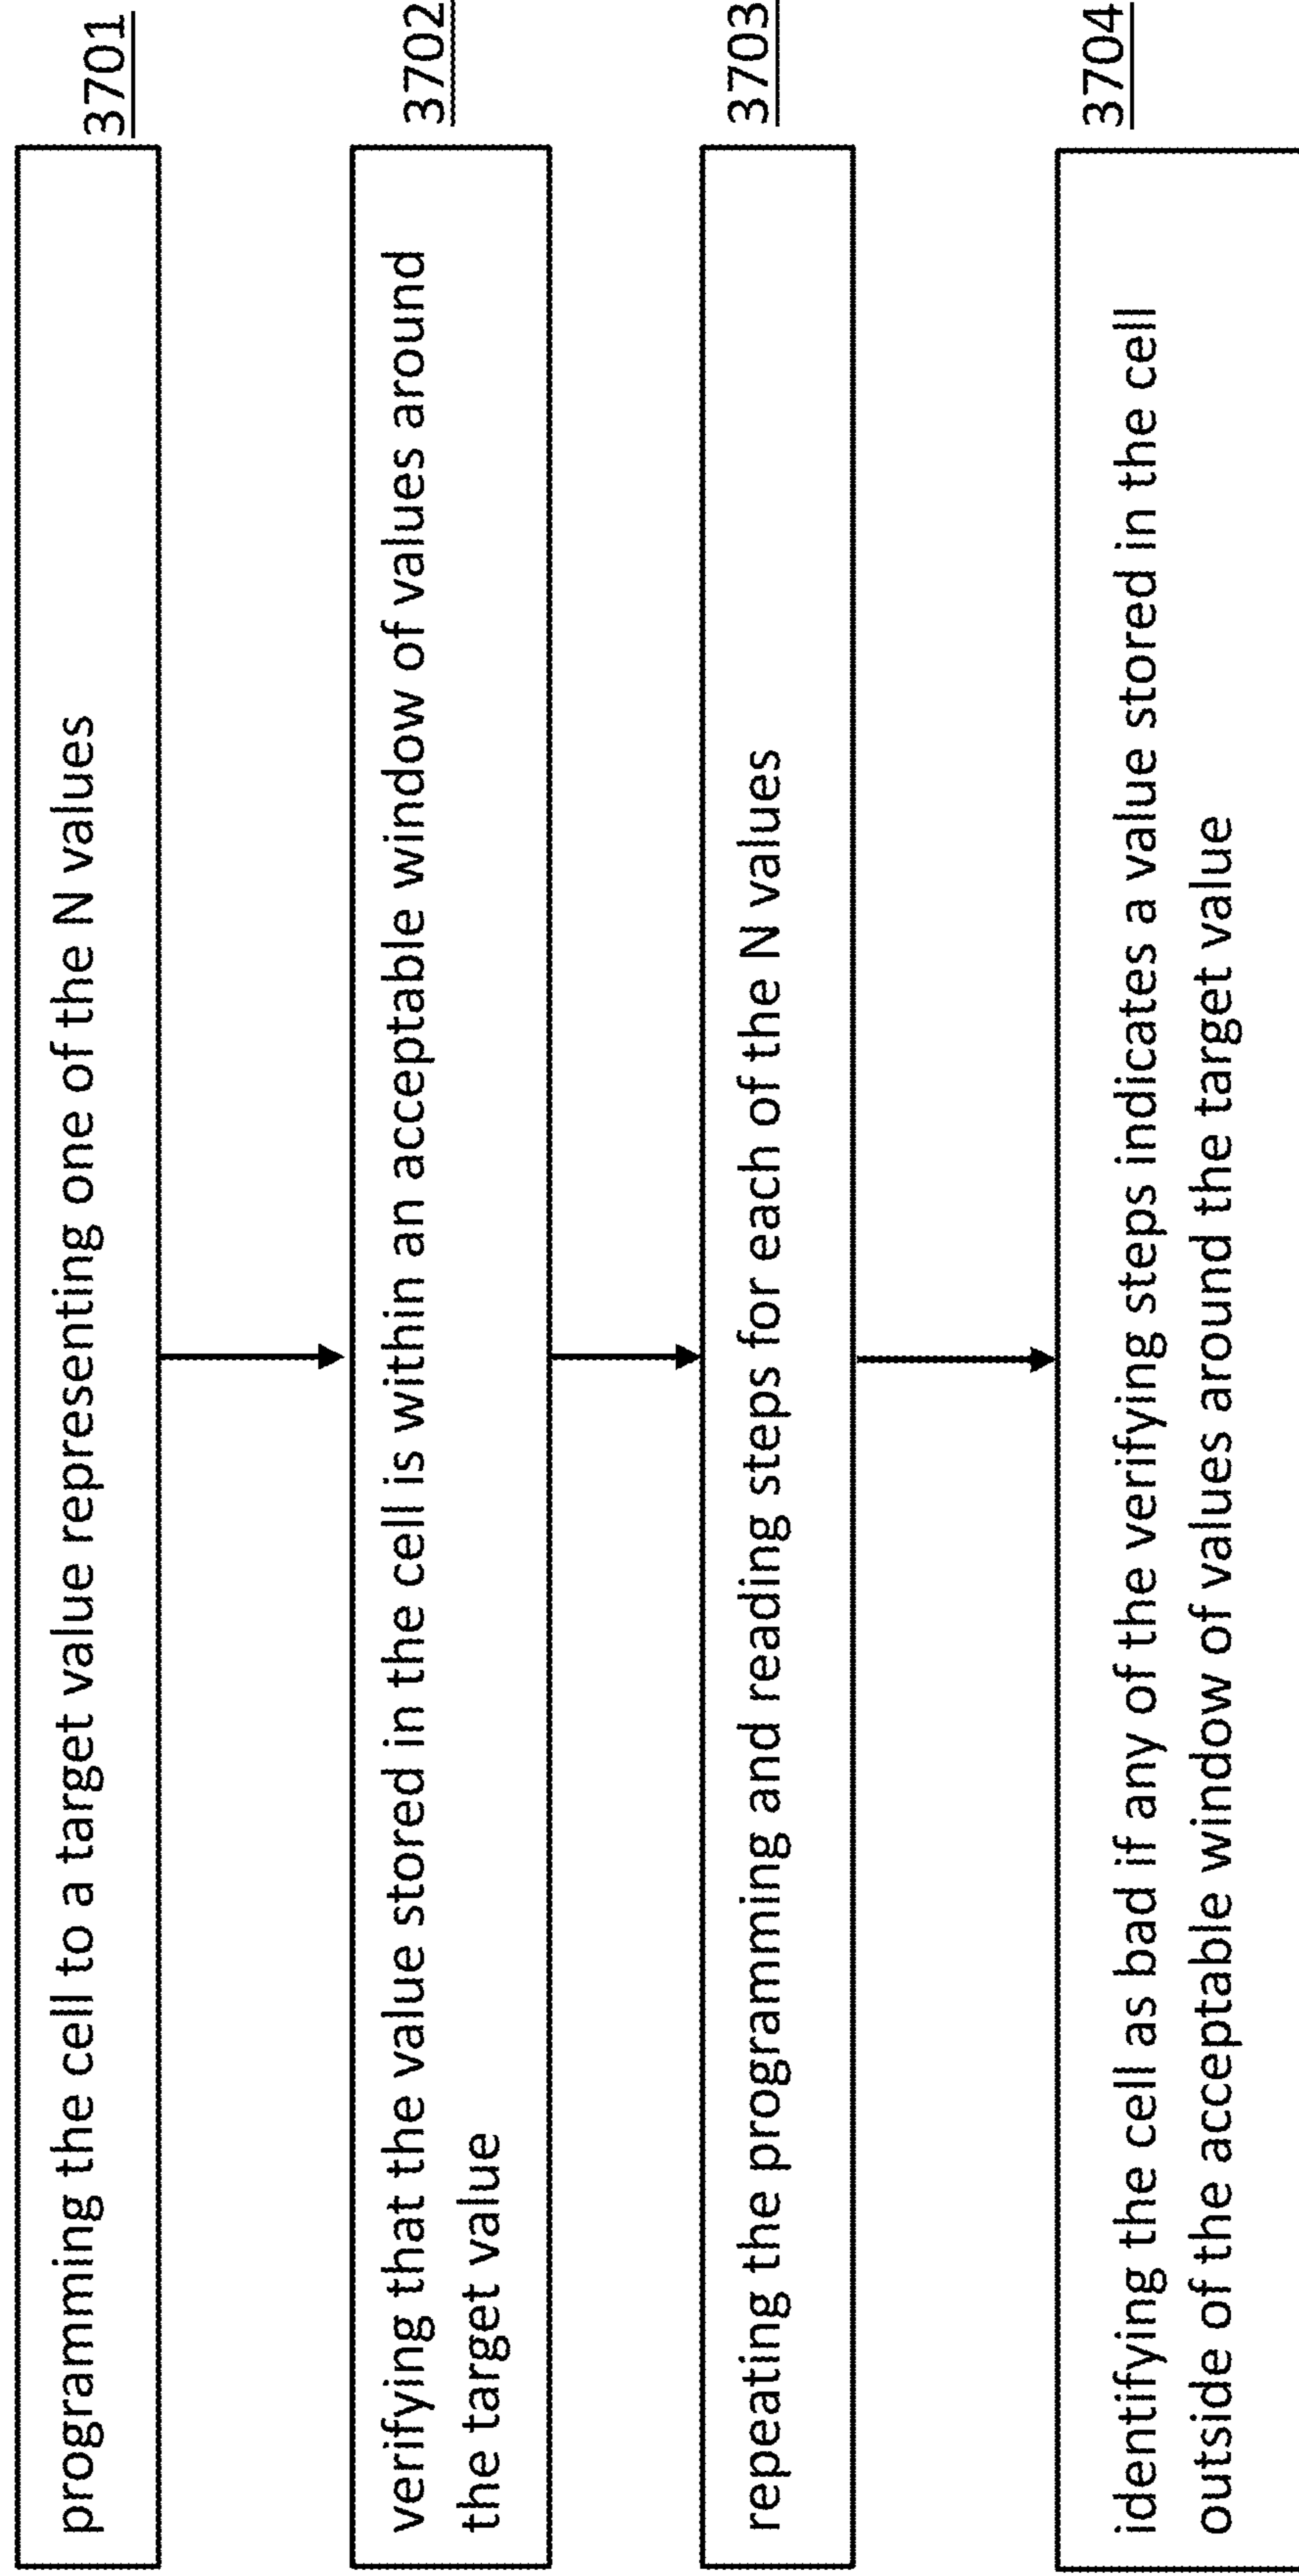 programming the cell to a target value representing one of the N values
3701
verifying that the value stored in the cell is within an acceptable window of values around
the target value
3702
repeating the programming and reading steps for each of the N values
3703
identifying the cell as bad if any of the verifying steps indicates a value stored in the cell
outside of the acceptable window of values around the target value
3704